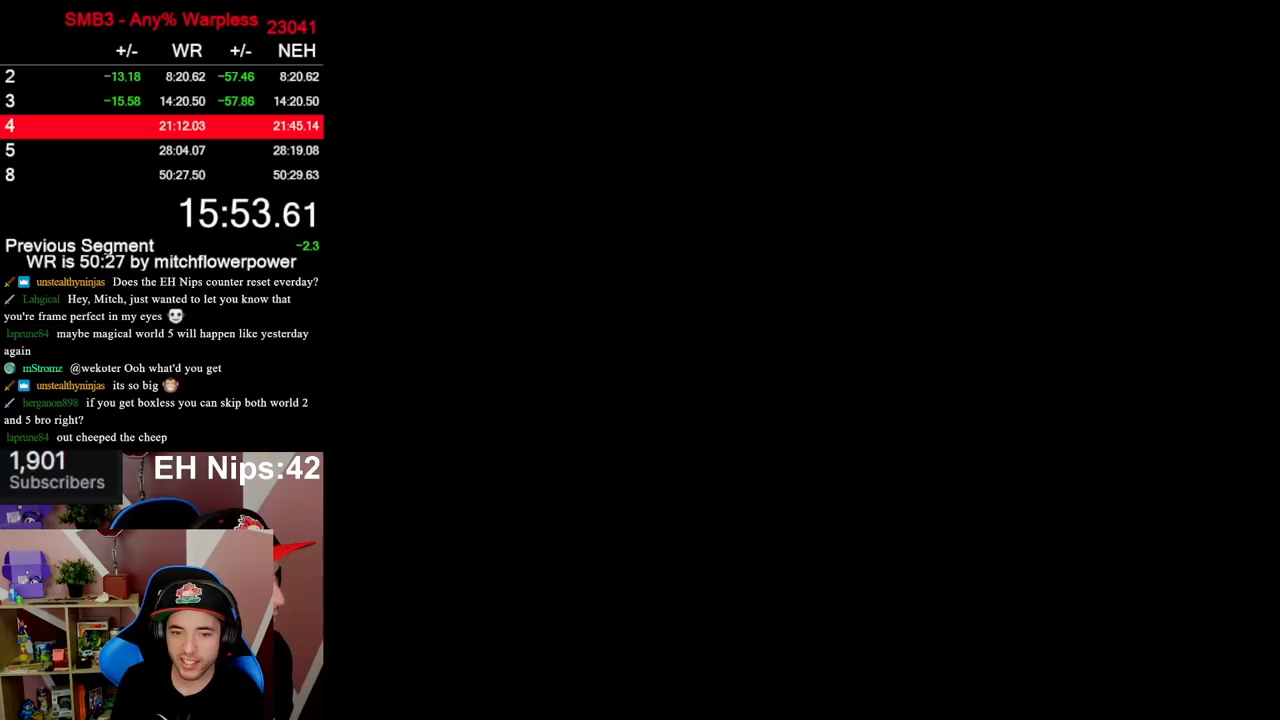 SMB3 - Any% Warpless 23041
+/- WR +/- NEH
2 -13.18 8:20.62 -57.46 8:20.62
3 -15.58 14:20.50 -57.86 14:20.50
4 21:12.03 21:45.14
5 28:04.07 28:19.08
8 50:27.50 50:29.63
15:53.61
Previous Segment -2.3
WR is 50:27 by mitchflowerpower
unstealthyninjas Does the EH Nips counter reset everday?
Lahgical Hey, Mitch, just wanted to let you know that
you're frame perfect in my eyes
laprune84 maybe magical world 5 will happen like yesterday
again
mStromz @wekoter Ooh what'd you get
unstealthyninjas its so big
herganon898 if you get boxless you can skip both world 2
and 5 bro right?
laprune84 out cheeped the cheep
1,901
Subscribers
EH Nips:42